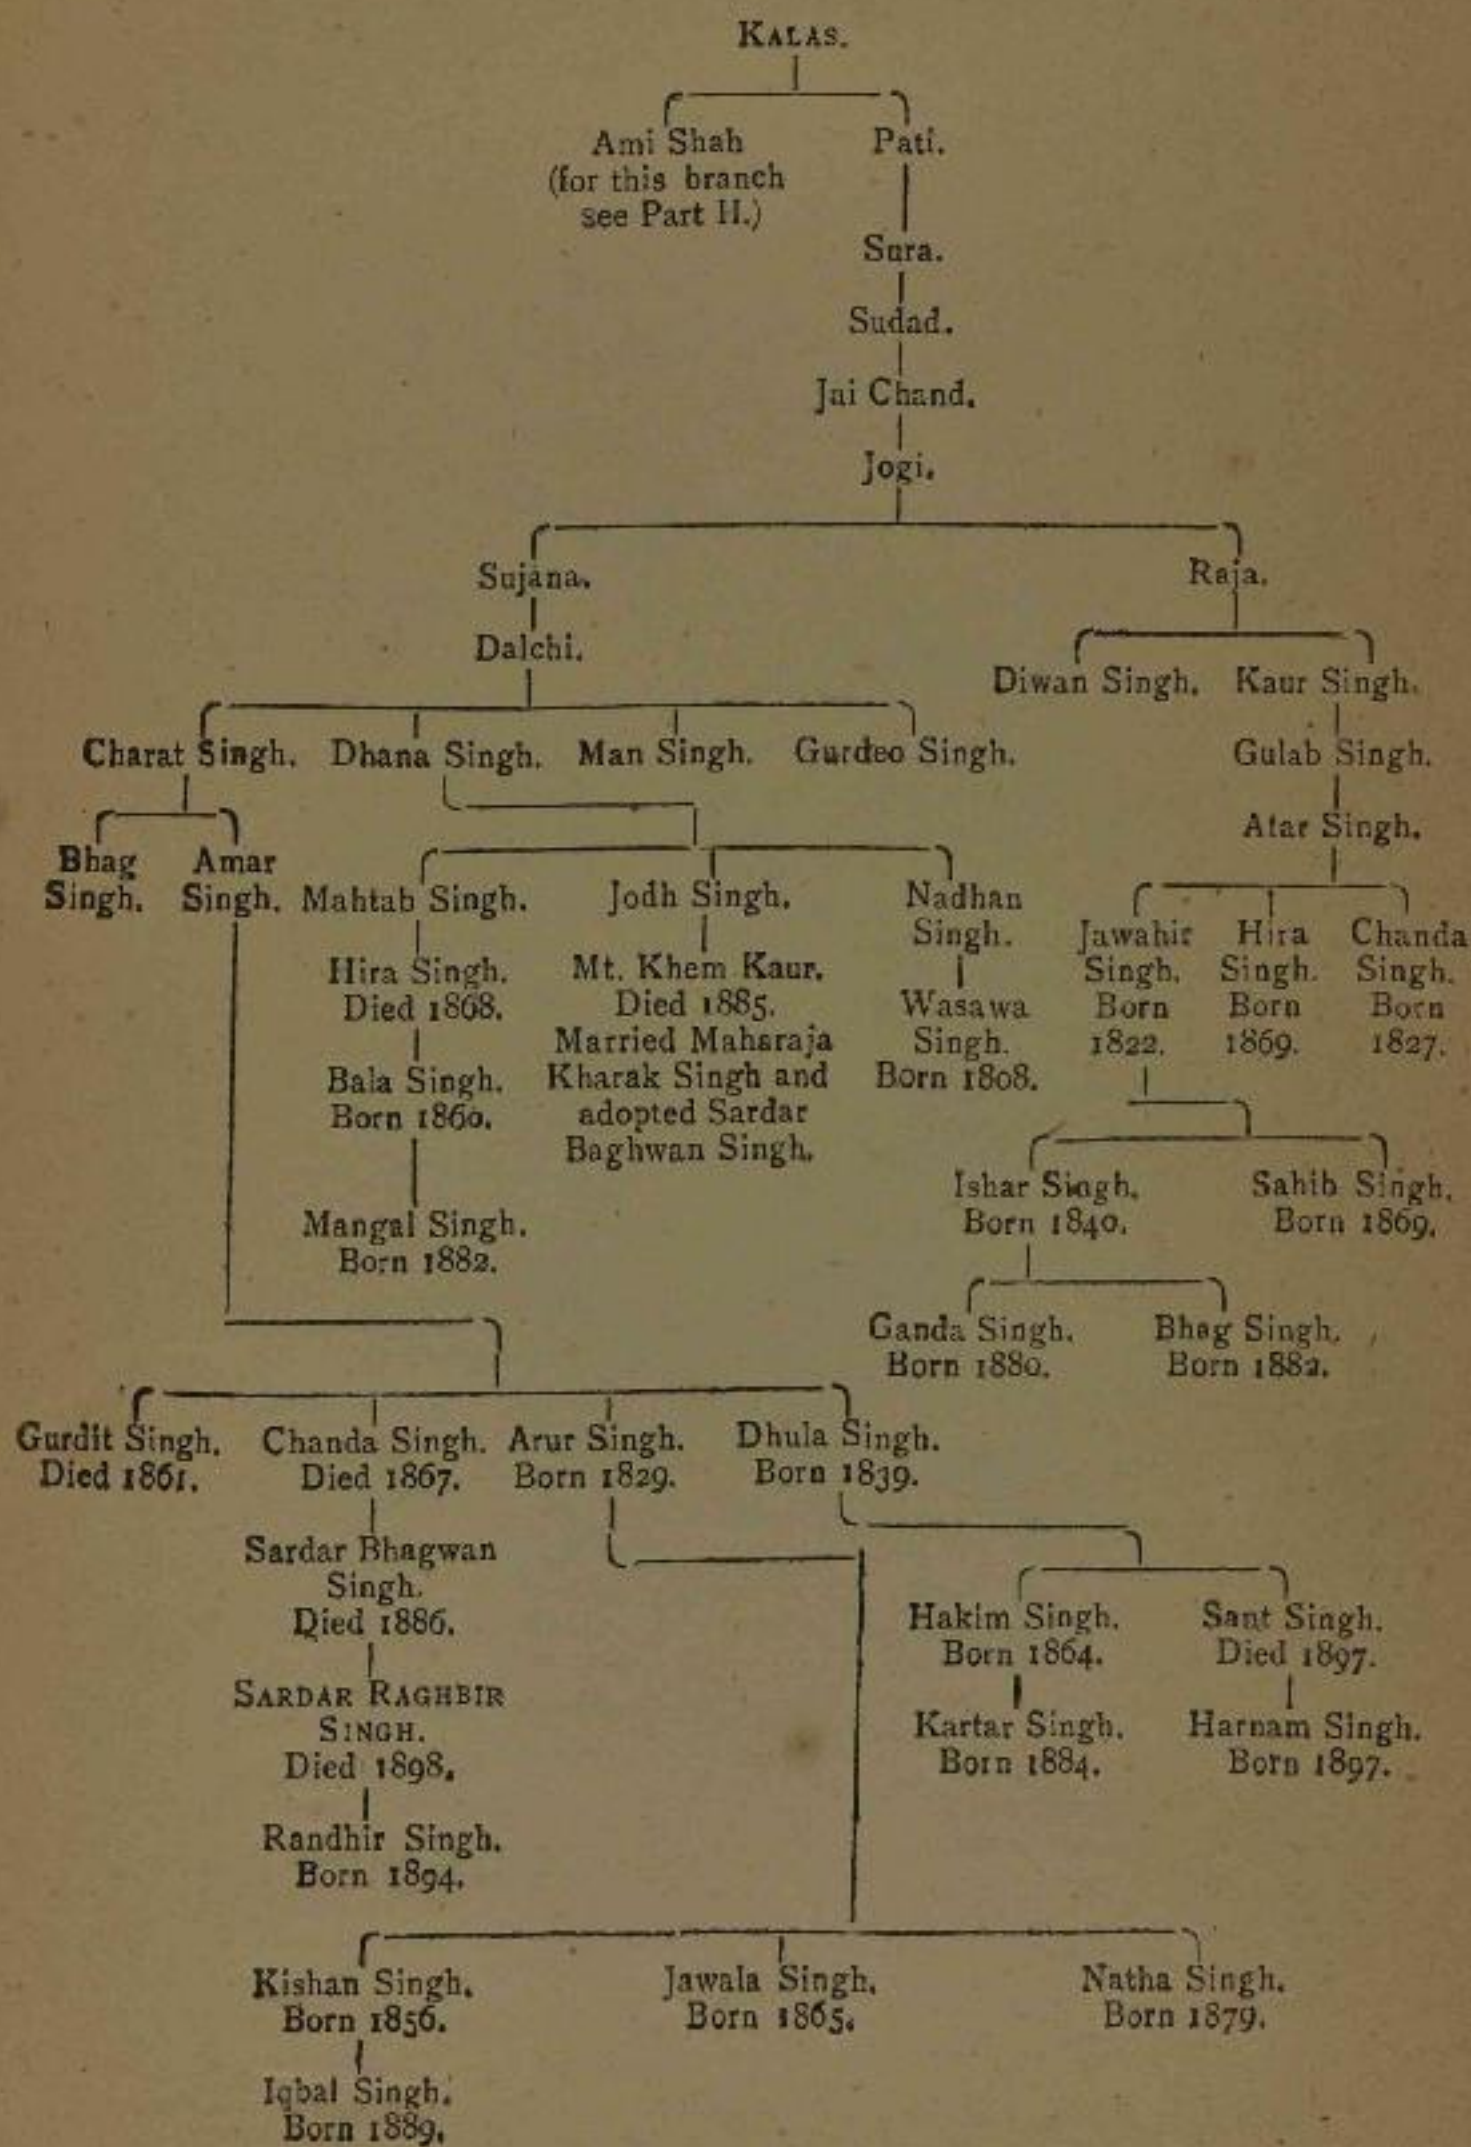 KALAS.
Ami Shah
(for this branch
see Part II.)
Pati.
Sura.
Sudad.
Jai Chand.
Jogi.
Sujana.
Raja.
Dalchi.
Diwan Singh.
Kaur Singh.
Charat Singh.
Dhana Singh.
Man Singh.
Gurdeo Singh.
Gulab Singh.
Atar Singh.
Bhag
Singh.
Amar
Singh.
Mahtab Singh.
Hira Singh.
Died 1868.
Bala Singh.
Born 1860.
Mangal Singh.
Born 1882.
Jodh Singh.
Mt. Khem Kaur.
Died 1885.
Married Maharaja
Kharak Singh and
adopted Sardar
Baghwan Singh.
Nadhan
Singh.
Wasawa
Singh.
Born 1808.
Jawahir
Singh.
Born
1822.
Hira
Singh.
Born
1869.
Chanda
Singh.
Born
1827.
Ishar Singh.
Born 1840.
Sahib Singh.
Born 1869.
Ganda Singh.
Born 1880.
Bhag Singh.
Born 1882.
Gurdit Singh.
Died 1861.
Chanda Singh.
Died 1867.
Arur Singh.
Born 1829.
Dhula Singh.
Born 1839.
Sardar Bhagwan
Singh.
Died 1886.
SARDAR RAGHBIR
SINGH.
Died 1898.
Randhir Singh.
Born 1894.
Hakim Singh.
Born 1864.
Kartar Singh.
Born 1884.
Sant Singh.
Died 1897.
Harnam Singh.
Born 1897.
Kishan Singh.
Born 1856.
Iqbal Singh.
Born 1889.
Jawala Singh.
Born 1865.
Natha Singh.
Born 1879.